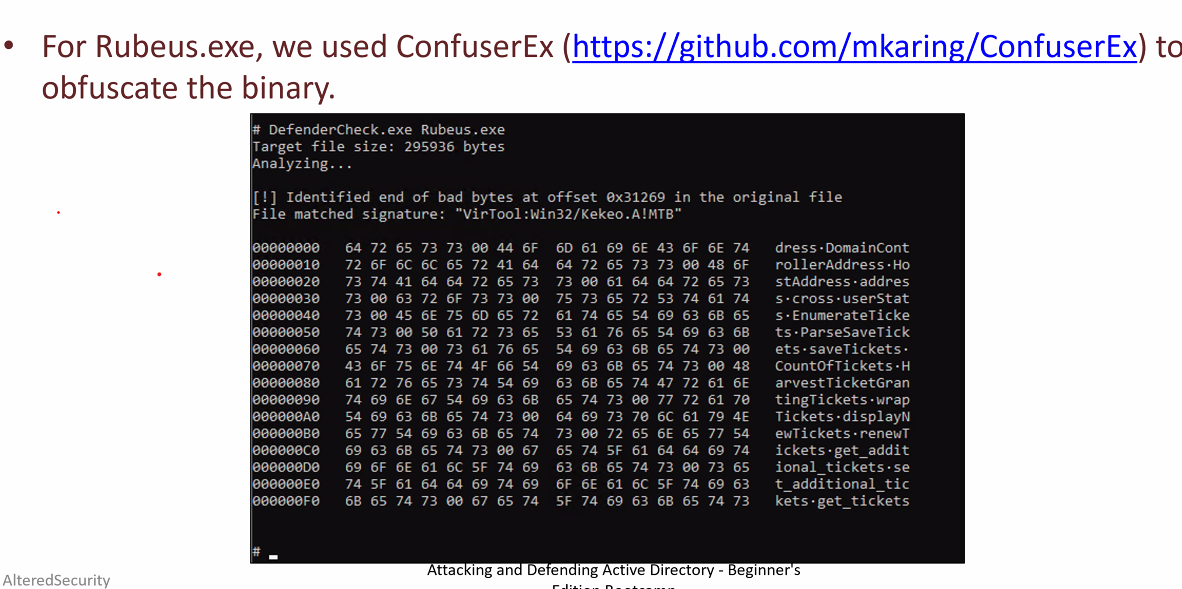 • For Rubeus.exe, we used ConfuserEx (https://github.com/mkaring/ConfuserEx) to
obfuscate the binary.
# DefenderCheck.exe Rubeus.exe
Target file size: 295936 bytes
Analyzing...
[!] Identified end of bad bytes at offset 0x31269 in the original file
File matched signature: "VirTool:Win32/Kekeo.A!MTB"
00000000   64 72 65 73 73 00 44 6F  6D 61 69 6E 43 6F 6E 74   dress·DomainCont
00000010   72 6F 6C 6C 65 72 41 64  64 72 65 73 73 00 48 6F   rollerAddress·Ho
00000020   73 74 41 64 64 72 65 73  73 00 61 64 64 72 65 73   stAddress·addres
00000030   73 00 63 72 6F 73 73 00  75 73 65 72 53 74 61 74   s·cross·userStat
00000040   73 00 45 6E 75 6D 65 72  61 74 65 54 69 63 6B 65   s·EnumerateTicke
00000050   74 73 00 50 61 72 73 65  53 61 76 65 54 69 63 6B   ts·ParseSaveTick
00000060   65 74 73 00 73 61 76 65  54 69 63 6B 65 74 73 00   ets·saveTickets·
00000070   43 6F 75 6E 74 4F 66 54  69 63 6B 65 74 73 00 48   CountOfTickets·H
00000080   61 72 76 65 73 74 54 69  63 6B 65 74 47 72 61 6E   arvestTicketGran
00000090   74 69 6E 67 54 69 63 6B  65 74 73 00 77 72 61 70   tingTickets·wrap
000000A0   54 69 63 6B 65 74 73 00  64 69 73 70 6C 61 79 4E   Tickets·displayN
000000B0   65 77 54 69 63 6B 65 74  73 00 72 65 6E 65 77 54   ewTickets·renewT
000000C0   69 63 6B 65 74 73 00 67  65 74 5F 61 64 64 69 74   ickets·get_addit
000000D0   69 6F 6E 61 6C 5F 74 69  63 6B 65 74 73 00 73 65   ional_tickets·se
000000E0   74 5F 61 64 64 69 74 69  6F 6E 61 6C 5F 74 69 63   t_additional_tic
000000F0   6B 65 74 73 00 67 65 74  5F 74 69 63 6B 65 74 73   kets·get_tickets
#
AlteredSecurity
Attacking and Defending Active Directory - Beginner's
Edition Bootcamp